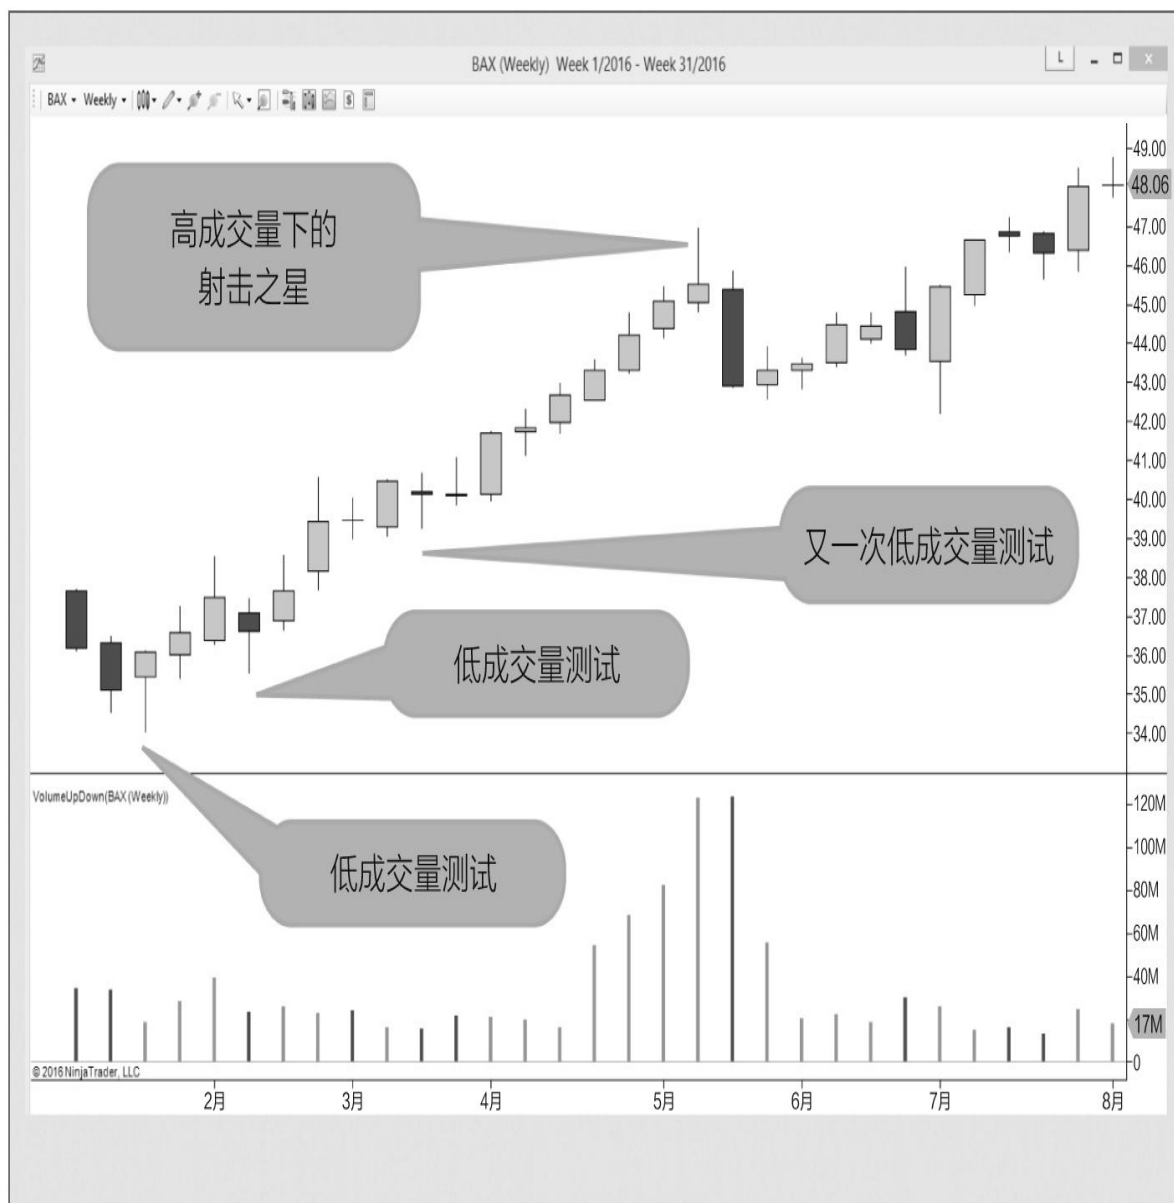 BAX (Weekly) Week 1/2016 - Week 31/2016
L
X
BAX
Weekly
$
高成交量下的
射击之星
又一次低成交量测试
低成交量测试
低成交量测试
49.00
48.06
47.00
46.00
45.00
44.00
43.00
42.00
41.00
40.00
39.00
38.00
37.00
36.00
35.00
34.00
VolumeUpDown(BAX (Weekly))
120M
100M
80M
60M
40M
17M
0
© 2016 NinjaTrader, LLC
2月
3月
4月
5月
6月
7月
8月